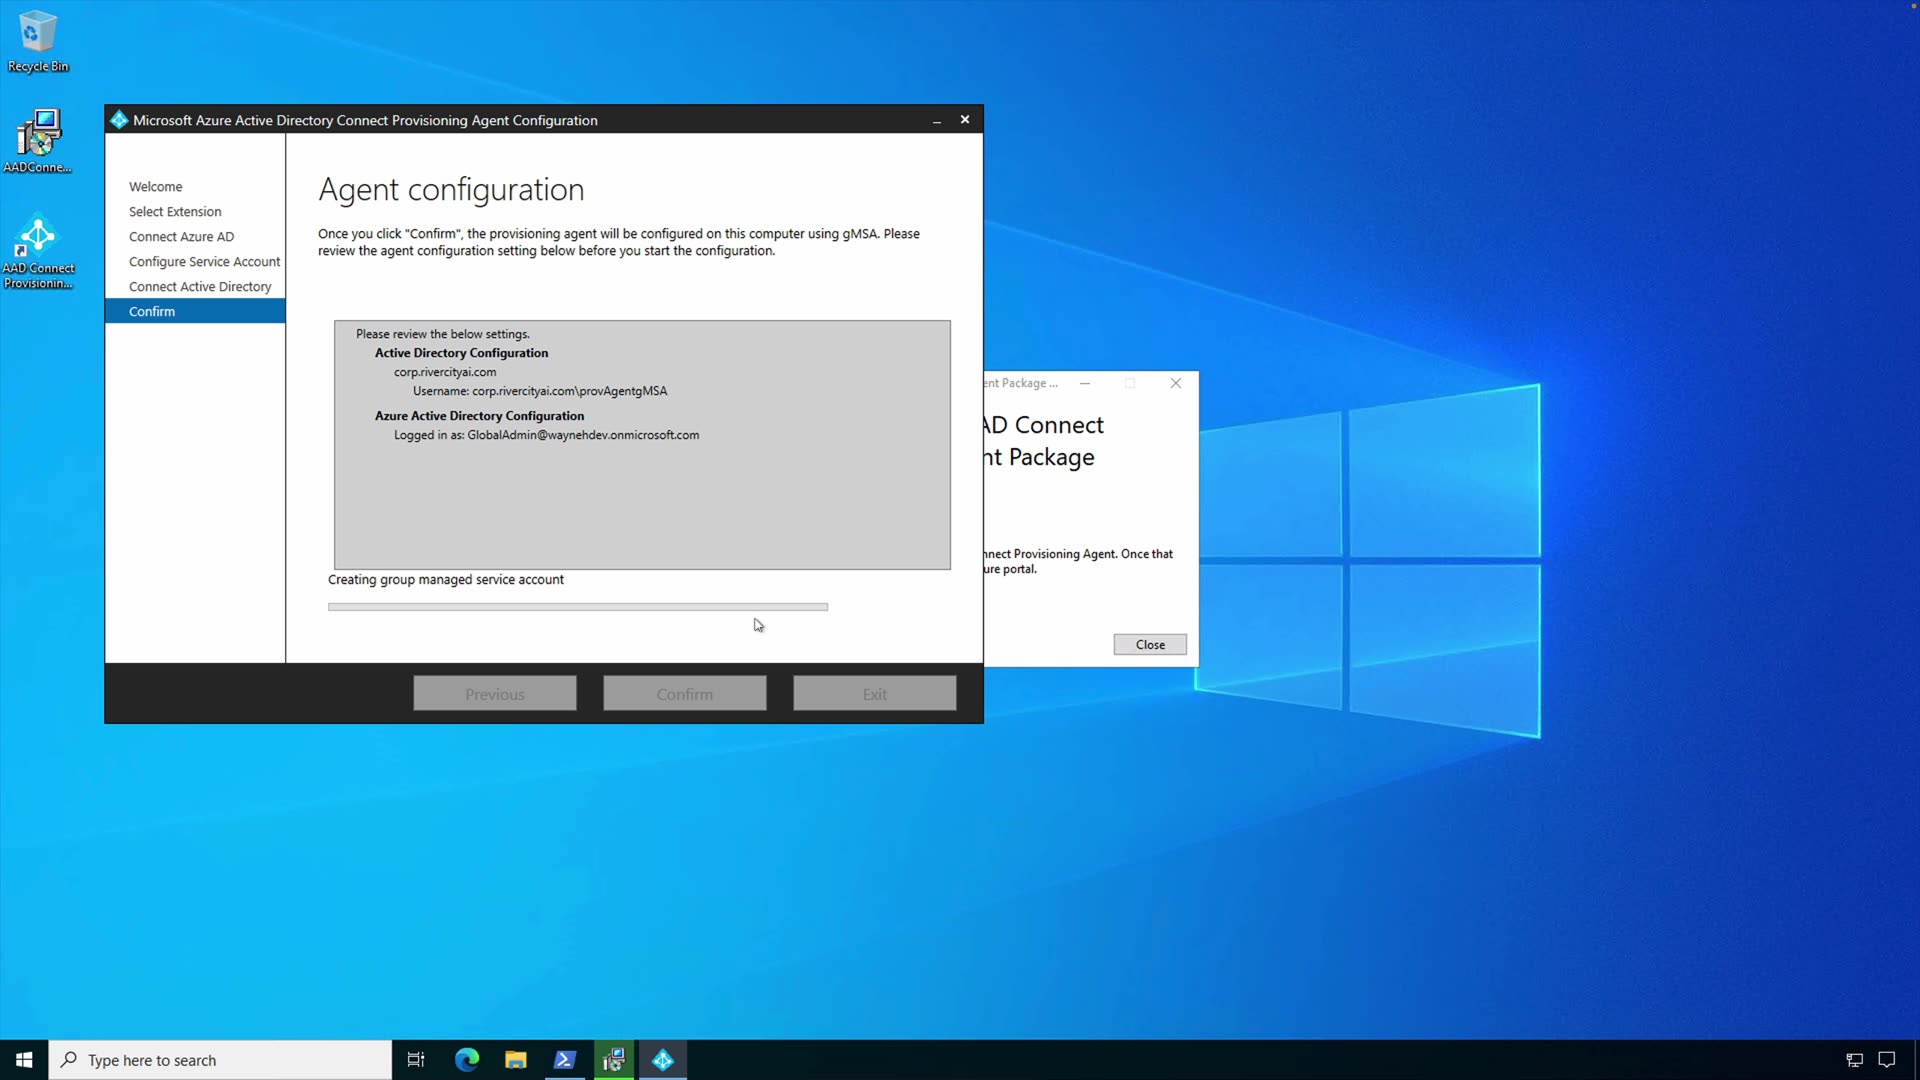 Recycle Bin
AADConne...
AAD Connect
Provisionin...
Microsoft Azure Active Directory Connect Provisioning Agent Configuration
Welcome
Select Extension
Connect Azure AD
Configure Service Account
Connect Active Directory
Confirm
Agent configuration
Once you click "Confirm", the provisioning agent will be configured on this computer using gMSA. Please
review the agent configuration setting below before you start the configuration.
Please review the below settings.
Active Directory Configuration
corp.rivercityai.com
Username: corp.rivercityai.com\provAgentgMSA
Azure Active Directory Configuration
Logged in as: GlobalAdmin@waynehdev.onmicrosoft.com
Creating group managed service account
Previous
Confirm
Exit
ent Package ...
AD Connect
nt Package
nnect Provisioning Agent. Once that
ure portal.
Close
Type here to search